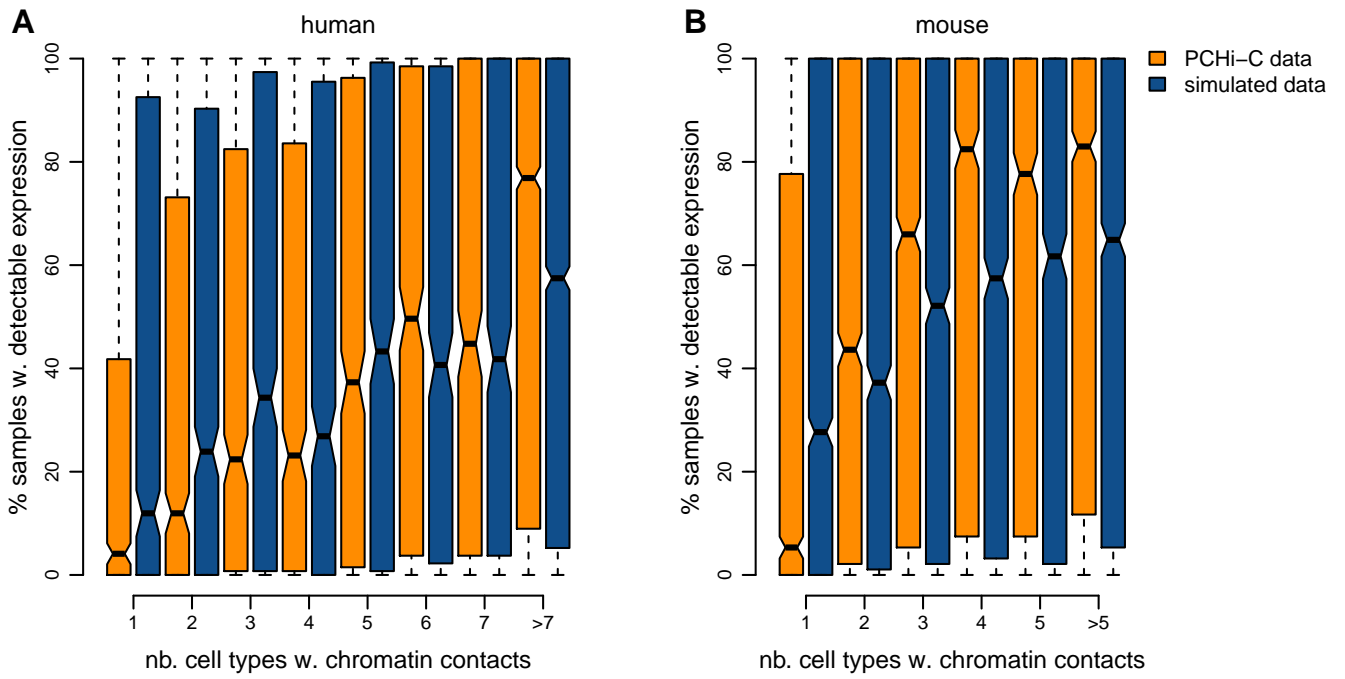 A
human
% samples w. detectable expression
0
20
40
60
80
100
1
2
3
4
5
6
7
>7
nb. cell types w. chromatin contacts
B
mouse
% samples w. detectable expression
0
20
40
60
80
100
1
2
3
4
5
>5
nb. cell types w. chromatin contacts
PCHi−C data
simulated data